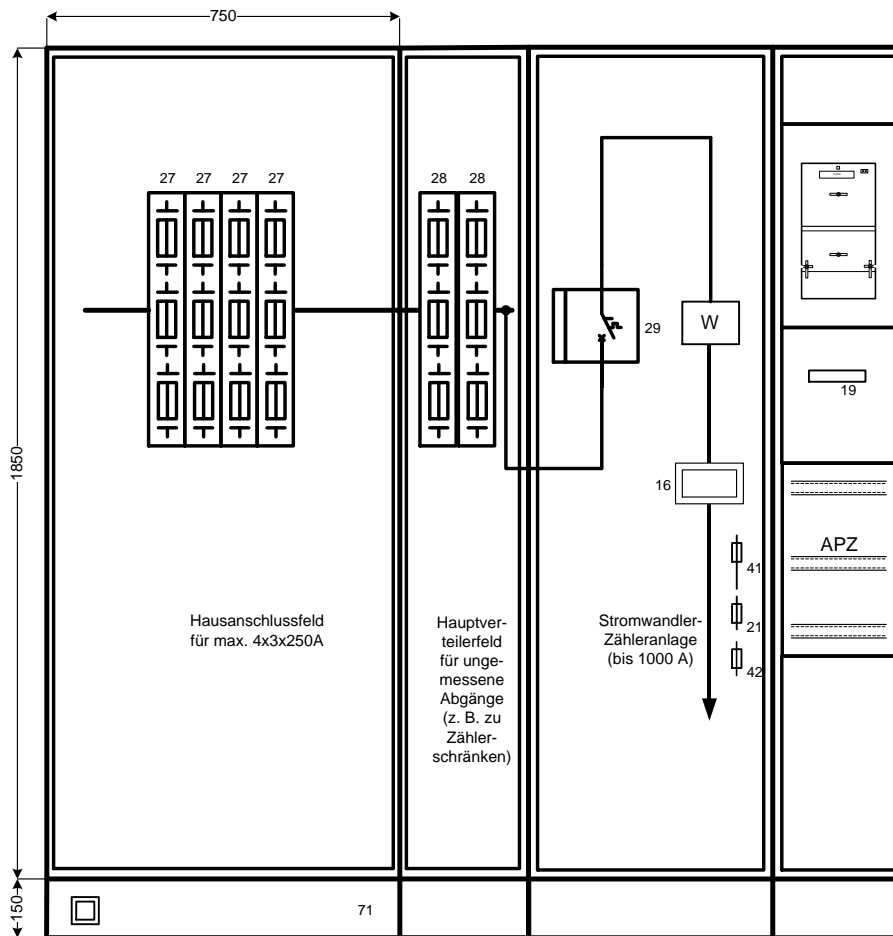 750
27 27 27 27
28 28
29
W
19
1850
16
APZ
41
21
42
Hausanschlussfeld
für max. 4x3x250A
Hauptver-
teilerfeld
für unge-
messene
Abgänge
(z. B. zu
Zähler-
schränken)
Stromwandler-
Zähleranlage
(bis 1000 A)
150
71